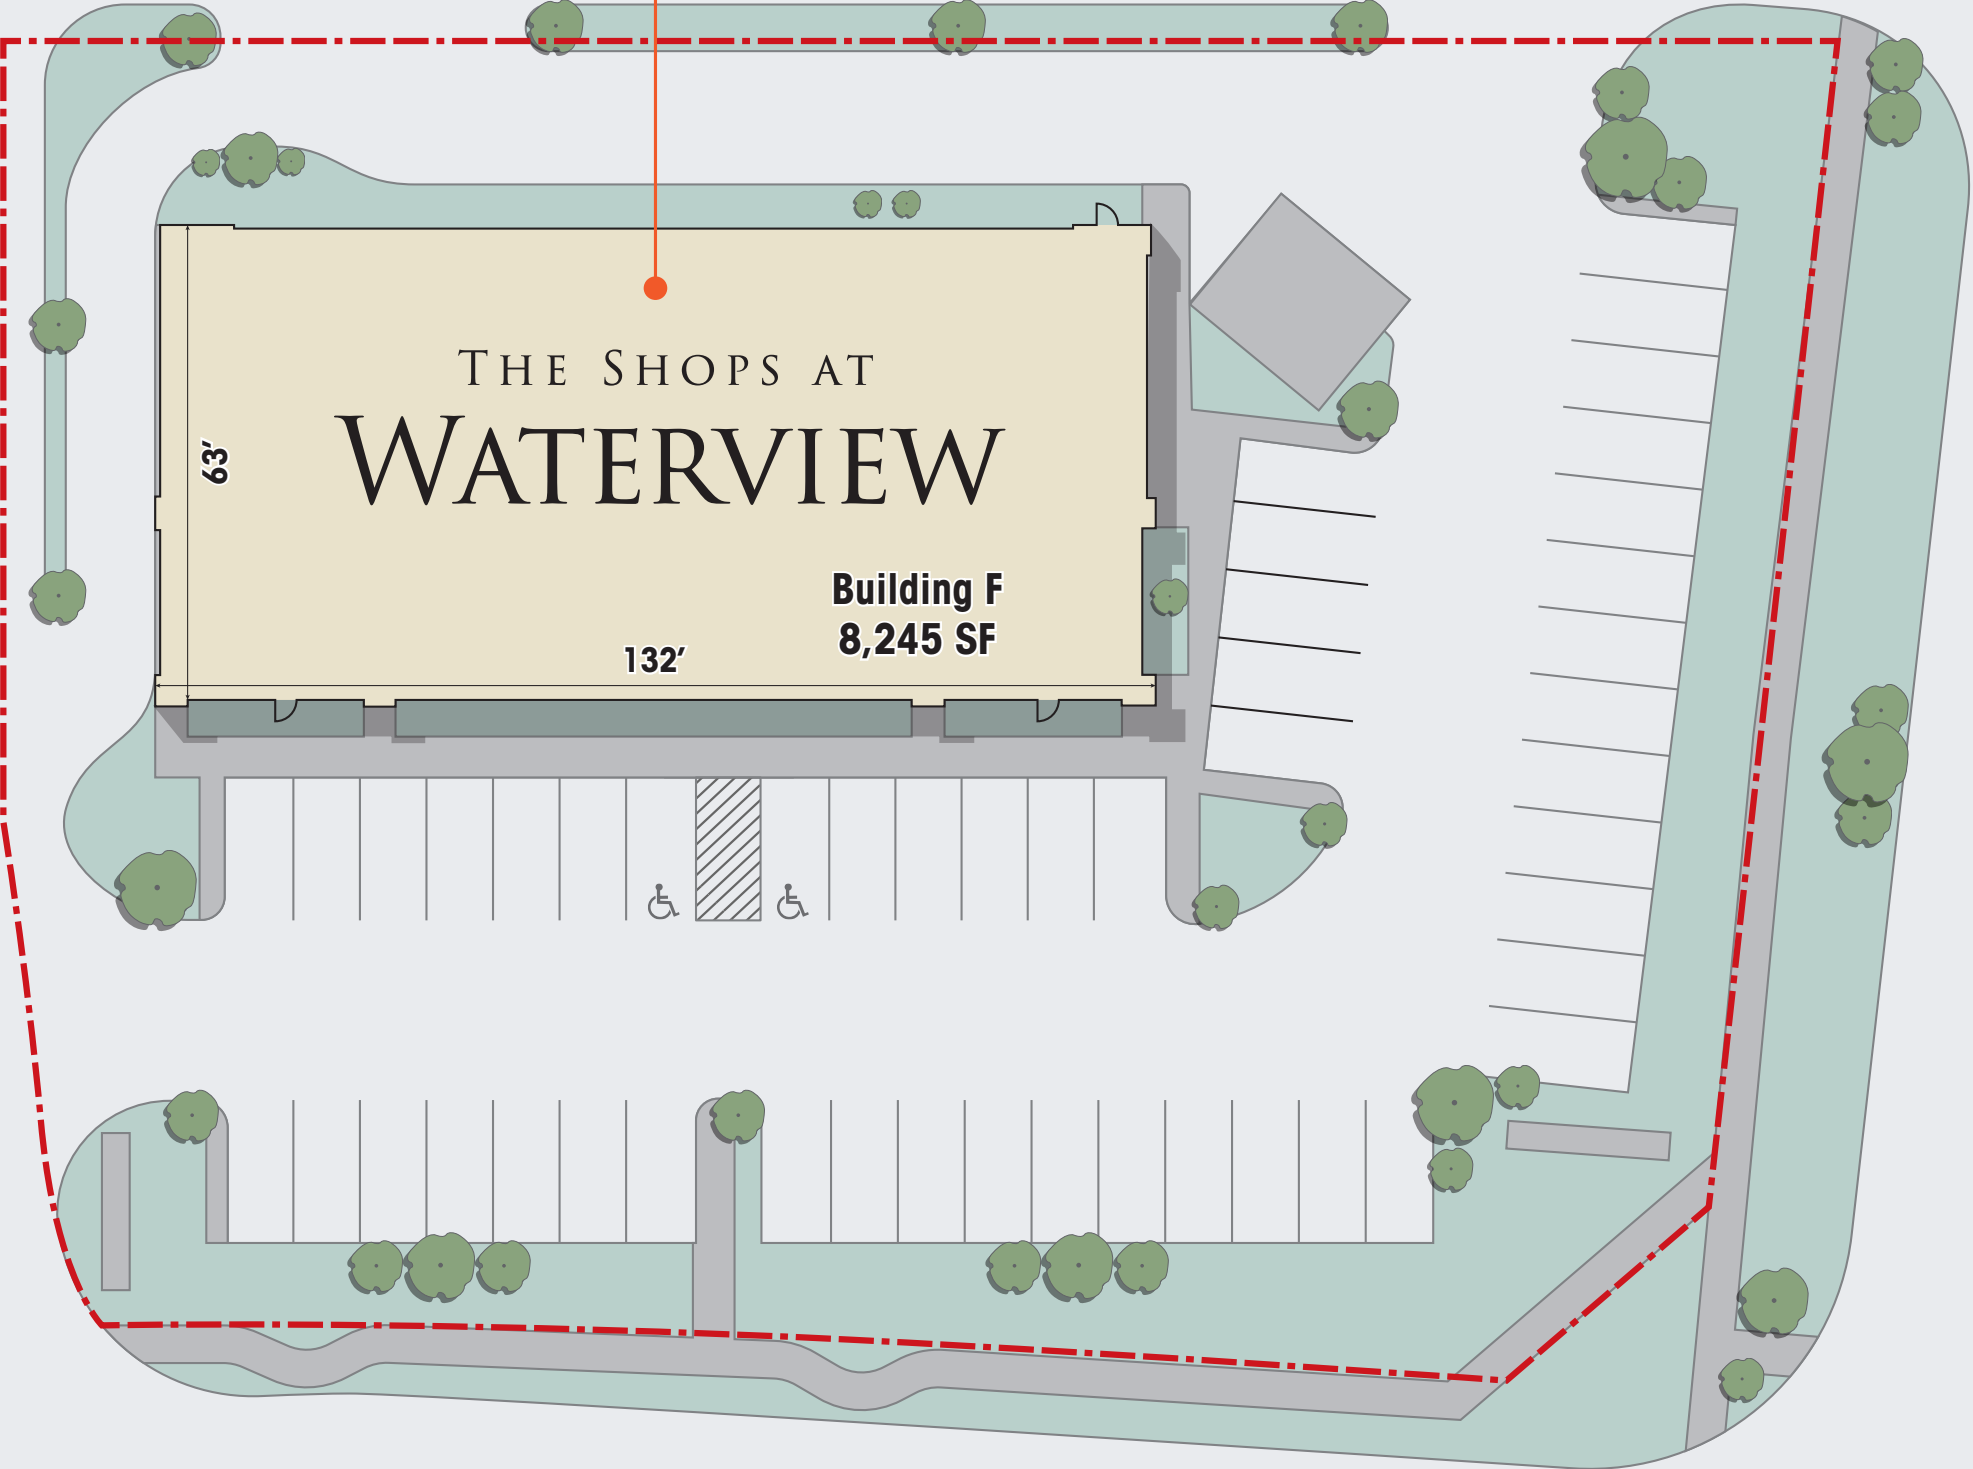 THE SHOPS AT
WATERVIEW
63’
Building F
8,245 SF
132’